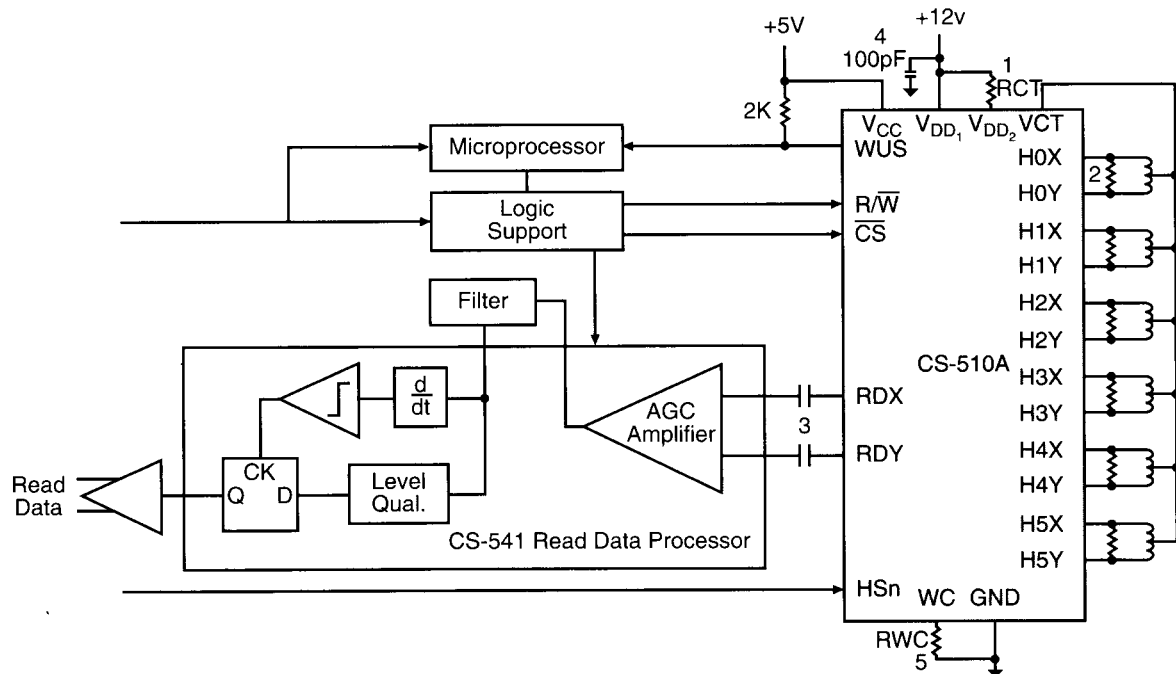 +12v
+5V
4
100pF
1
RCT
2K
VCC
VDD1
VDD2
VCT
Microprocessor
WUS
H0X
2
H0Y
Logic
Support
R/W̅
C̅S̅
H1X
H1Y
Filter
H2X
H2Y
CS-510A
d
dt
AGC
Amplifier
RDX
3
RDY
H3X
H3Y
CK
Q
D
Level
Qual.
Read
Data
H4X
H4Y
CS-541 Read Data Processor
H5X
H5Y
HSn
WC
GND
RWC
5